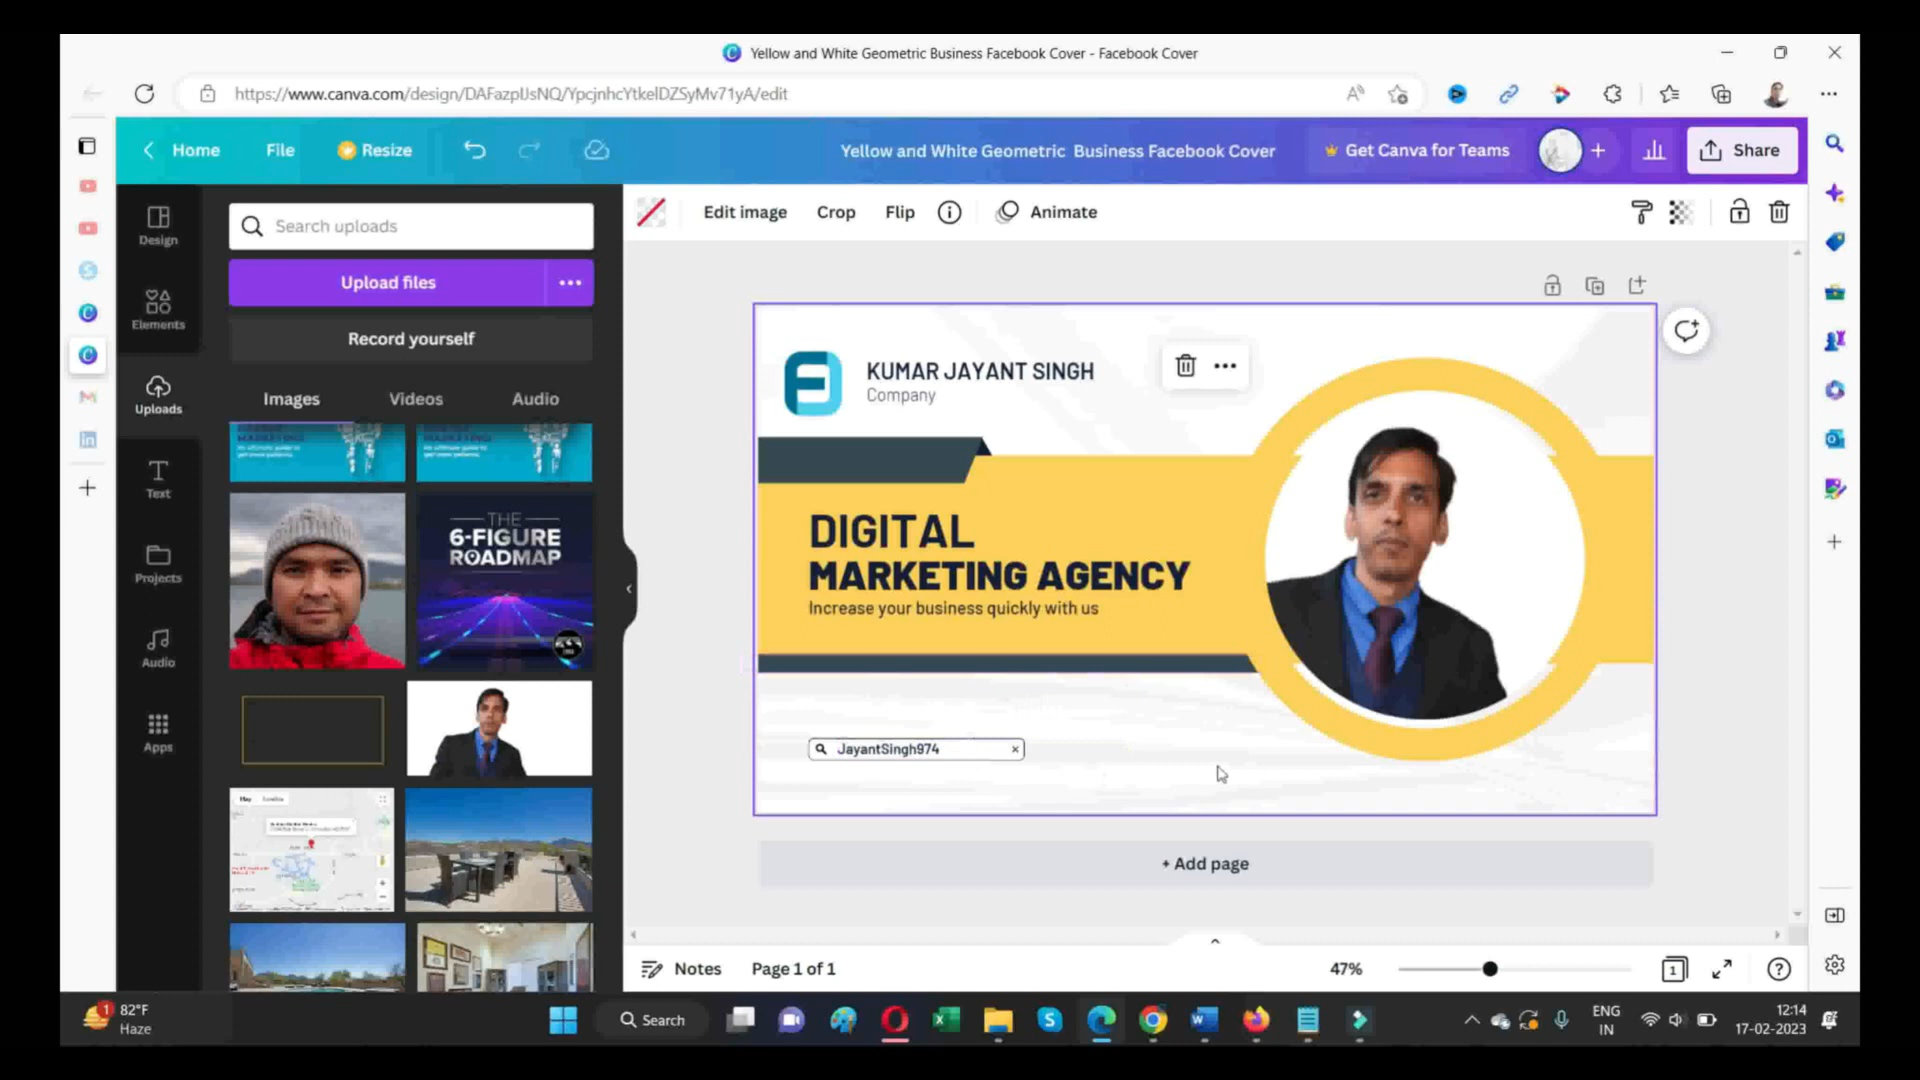 Yellow and White Geometric Business Facebook Cover - Facebook Cover
https://www.canva.com/design/DAFazplJsNQ/YpcjnhcYtkelDZSyMv71yA/edit
Home File Resize
Yellow and White Geometric Business Facebook Cover
Get Canva for Teams
Share
Design
Elements
Uploads
Text
Projects
Audio
Apps
Search uploads
Upload files
Record yourself
Images Videos Audio
THE
6-FIGURE
ROADMAP
Edit image Crop Flip Animate
KUMAR JAYANT SINGH
Company
DIGITAL
MARKETING AGENCY
Increase your business quickly with us
JayantSingh974
+ Add page
Notes Page 1 of 1
47%
1
82°F
Haze
Search
ENG
IN
12:14
17-02-2023